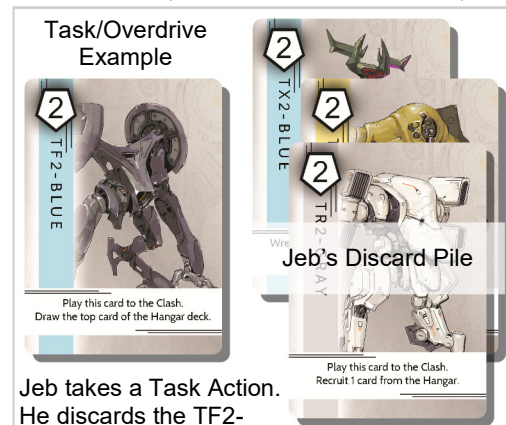 Task/Overdrive
Example
2
TF2-BLUE
Play this card to the Clash.
Draw the top card of the Hangar deck.
2
TX2-BLUE
Wre
2
2
TR2-GRAY
Jeb's Discard Pile
Play this card to the Clash.
Recruit 1 card from the Hangar.
Jeb takes a Task Action.
He discards the TF2-